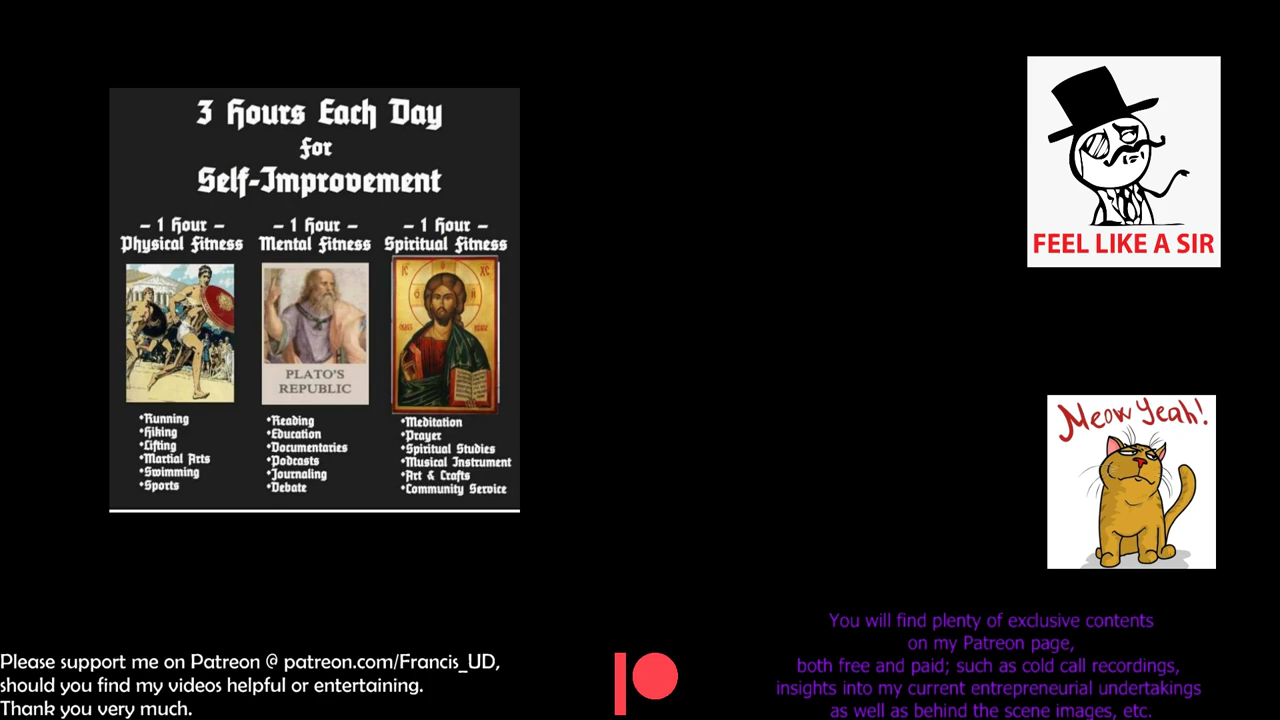 3 Hours Each Day
For
Self-Improvement
– 1 Hour –
Physical Fitness
– 1 Hour –
Mental Fitness
– 1 Hour –
Spiritual Fitness
PLATO'S
REPUBLIC
•Running
•Hiking
•Lifting
•Martial Arts
•Swimming
•Sports
•Reading
•Education
•Documentaries
•Podcasts
•Journaling
•Debate
•Meditation
•Prayer
•Spiritual Studies
•Musical Instrument
•Art & Crafts
•Community Service
FEEL LIKE A SIR
Meow Yeah!
Please support me on Patreon @ patreon.com/Francis_UD,
should you find my videos helpful or entertaining.
Thank you very much.
You will find plenty of exclusive contents
on my Patreon page,
both free and paid; such as cold call recordings,
insights into my current entrepreneurial undertakings
as well as behind the scene images, etc.